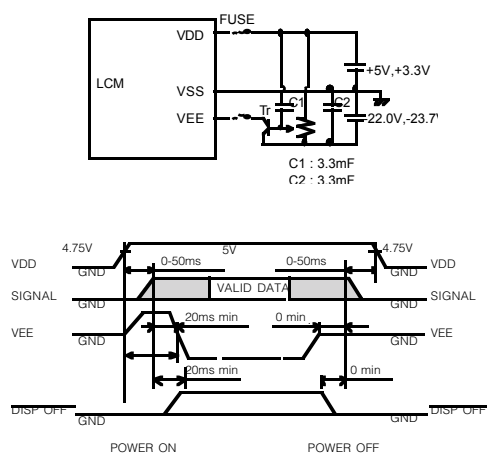 FUSE
VDD
LCM
+5V,+3.3V
VSS
C1
C2
Tr
VEE
-22.0V,-23.7V
C1 : 3.3mF
C2 : 3.3mF
4.75V
5V
4.75V
0-50ms
0-50ms
VDD
GND
GND
VDD
VALID DATA
SIGNAL
GND
GND
SIGNAL
20ms min
0 min
VEE
GND
GND
VEE
20ms min
0 min
DISP OFF
GND
GND
DISP OFF
POWER ON
POWER OFF